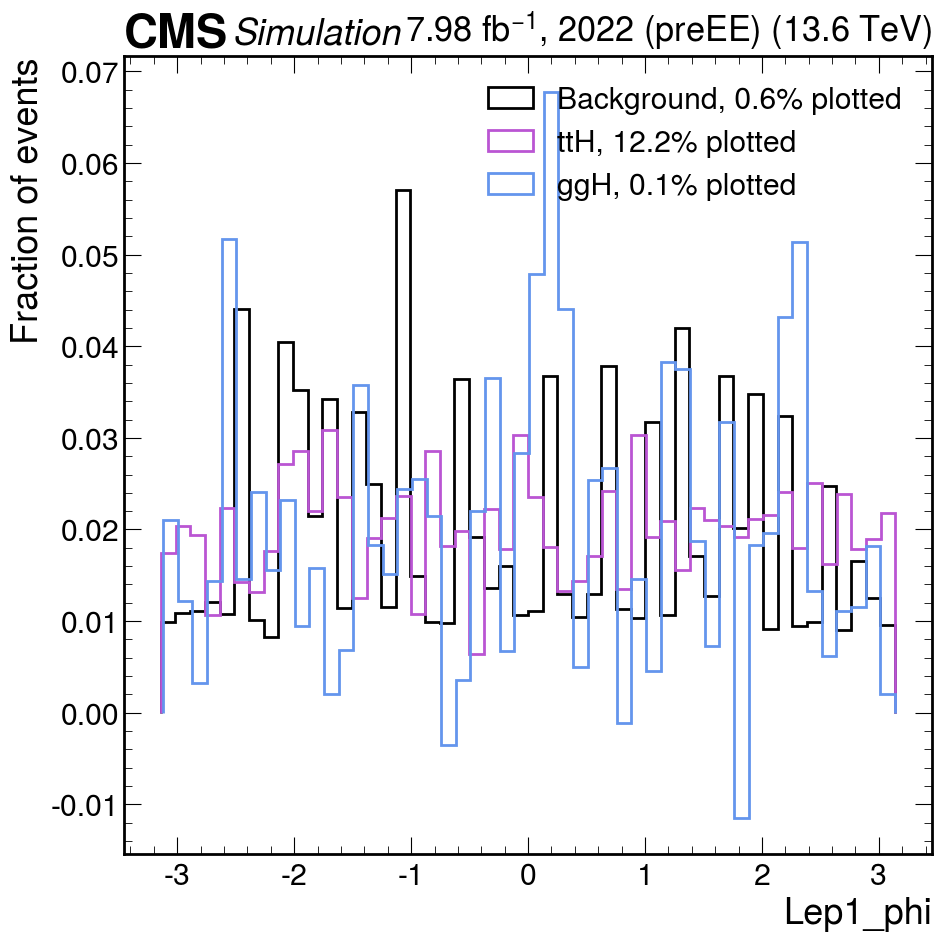 CMS Simulation 7.98 fb⁻¹, 2022 (preEE) (13.6 TeV)
Fraction of events
0.07
0.06
0.05
0.04
0.03
0.02
0.01
0.00
-0.01
Background, 0.6% plotted
ttH, 12.2% plotted
ggH, 0.1% plotted
-3 -2 -1 0 1 2 3
Lep1_phi